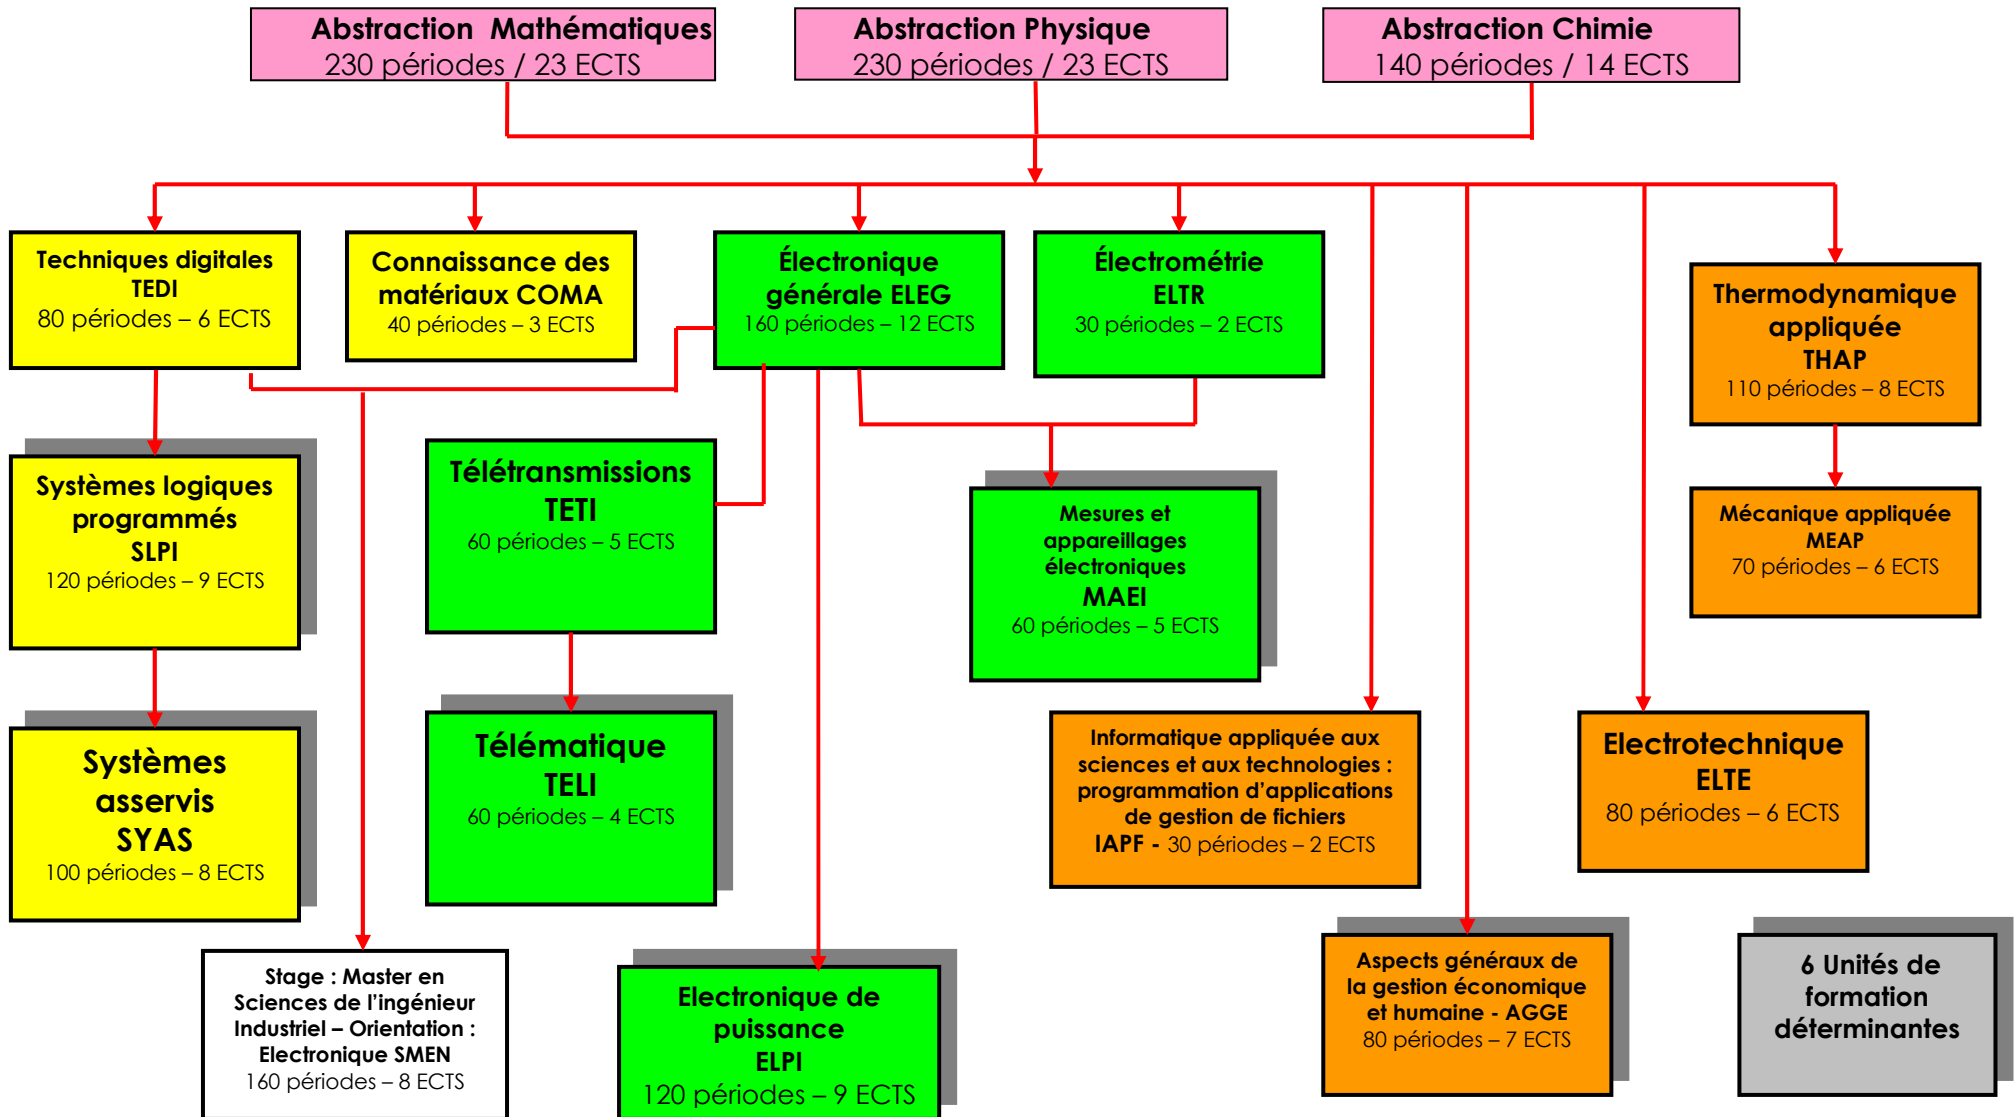 Abstraction  Mathématiques
230 périodes / 23 ECTS
Abstraction Physique
230 périodes / 23 ECTS
Abstraction Chimie
140 périodes / 14 ECTS
Techniques digitales
TEDI
80 périodes – 6 ECTS
Connaissance des
matériaux COMA
40 périodes – 3 ECTS
Électronique
générale ELEG
160 périodes – 12 ECTS
Électrométrie
ELTR
30 périodes – 2 ECTS
Thermodynamique
appliquée
THAP
110 périodes – 8 ECTS
Systèmes logiques
programmés
SLPI
120 périodes – 9 ECTS
Télétransmissions
TETI
60 périodes – 5 ECTS
Mesures et
appareillages
électroniques
MAEI
60 périodes – 5 ECTS
Mécanique appliquée
MEAP
70 périodes – 6 ECTS
Systèmes
asservis
SYAS
100 périodes – 8 ECTS
Télématique
TELI
60 périodes – 4 ECTS
Informatique appliquée aux
sciences et aux technologies :
programmation d'applications
de gestion de fichiers
IAPF - 30 périodes – 2 ECTS
Electrotechnique
ELTE
80 périodes – 6 ECTS
Stage : Master en
Sciences de l'ingénieur
Industriel – Orientation :
Electronique SMEN
160 périodes – 8 ECTS
Electronique de
puissance
ELPI
120 périodes – 9 ECTS
Aspects généraux de
la gestion économique
et humaine - AGGE
80 périodes – 7 ECTS
6 Unités de
formation
déterminantes